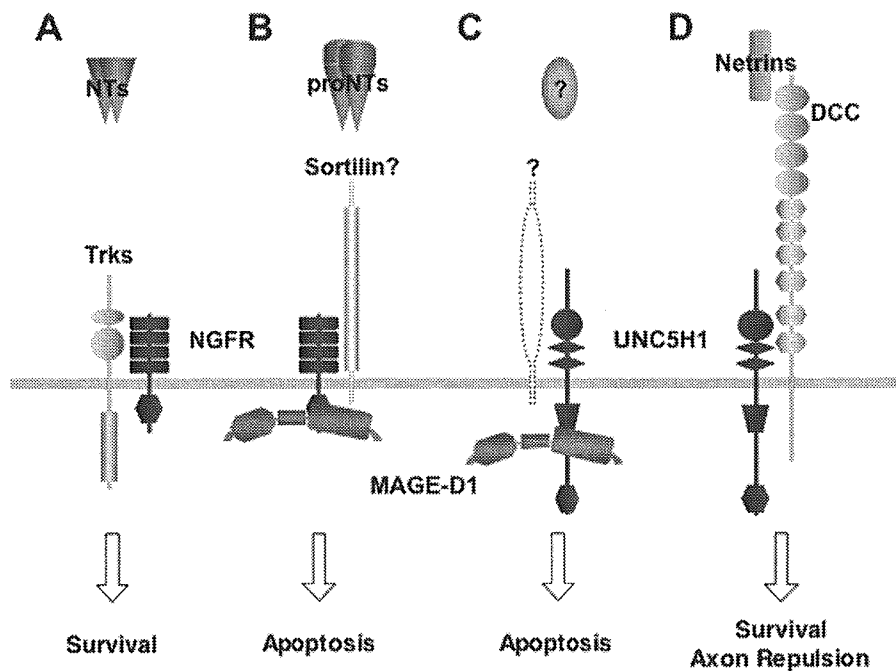 A
B
C
D
NTs
proNTs
?
Netrins
DCC
Sortilin?
?
Trks
NGFR
UNC5H1
MAGE-D1
Survival
Apoptosis
Apoptosis
Survival
Axon Repulsion